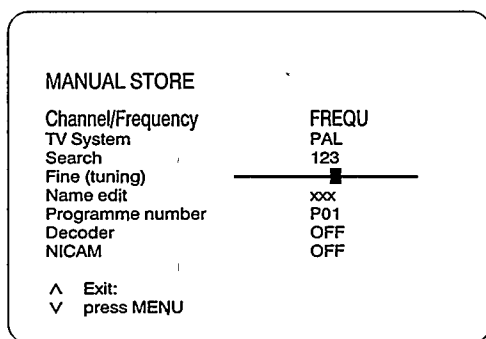 MANUAL STORE
Channel/Frequency FREQU
TV System PAL
Search 123
Fine (tuning)
Name edit xxx
Programme number P01
Decoder OFF
NICAM OFF
Λ Exit:
V press MENU